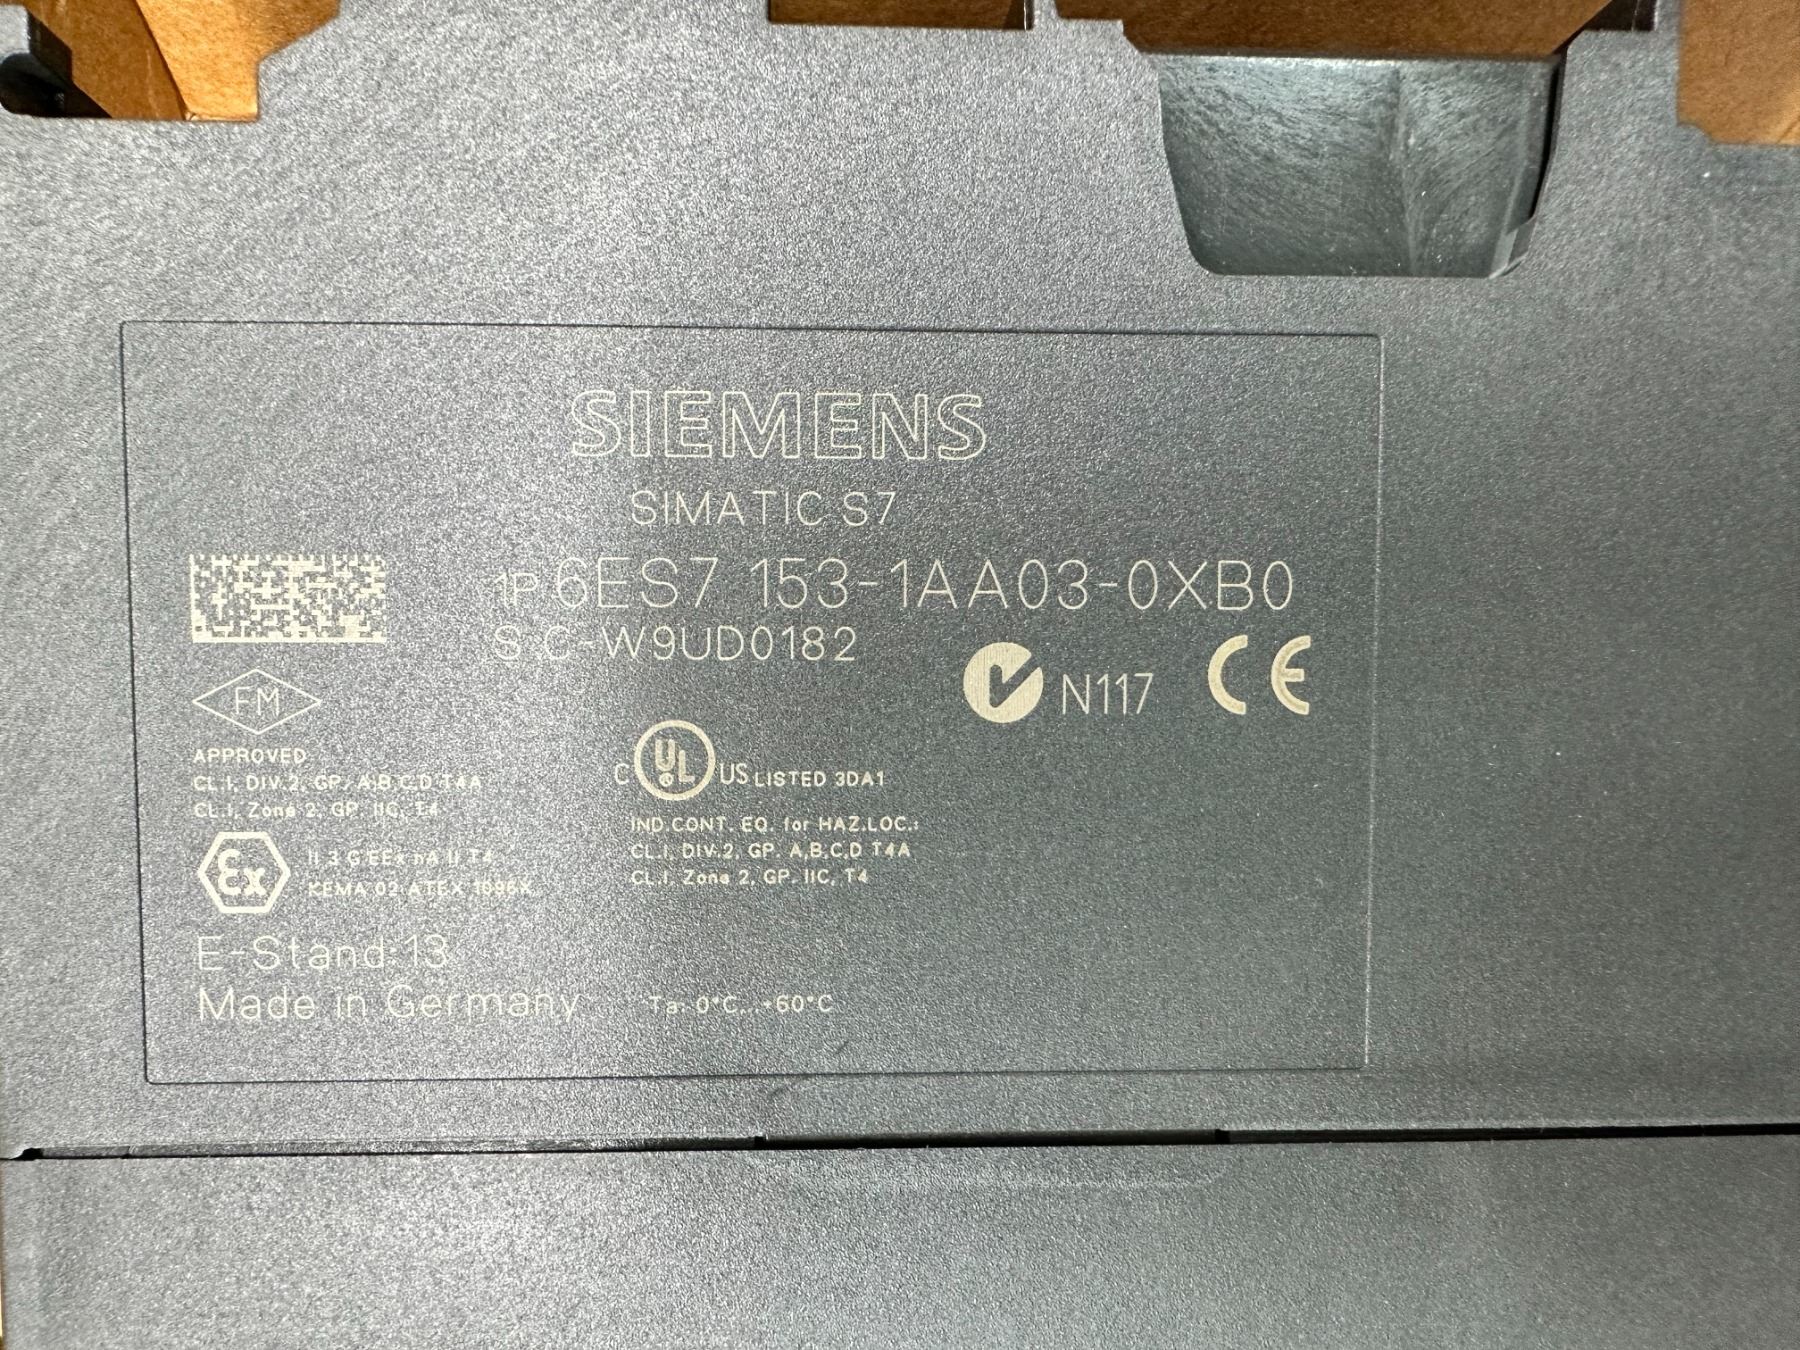 SIEMENS
SIMATIC S7
1P 6ES7 153-1AA03-0XB0
S C-W9UD0182
N117 CE
FM
APPROVED
CL.I, DIV.2, GP. A,B,C,D T4A
CL.I, Zone 2, GP. IIC, T4
C UL US LISTED 3DA1
IND.CONT. EQ. for HAZ.LOC.:
CL.I, DIV.2, GP. A,B,C,D T4A
CL.I, Zone 2, GP. IIC, T4
Ex II 3 G EEx nA II T4
KEMA 02 ATEX 1096X
E-Stand:13
Made in Germany
Ta: 0°C...+60°C